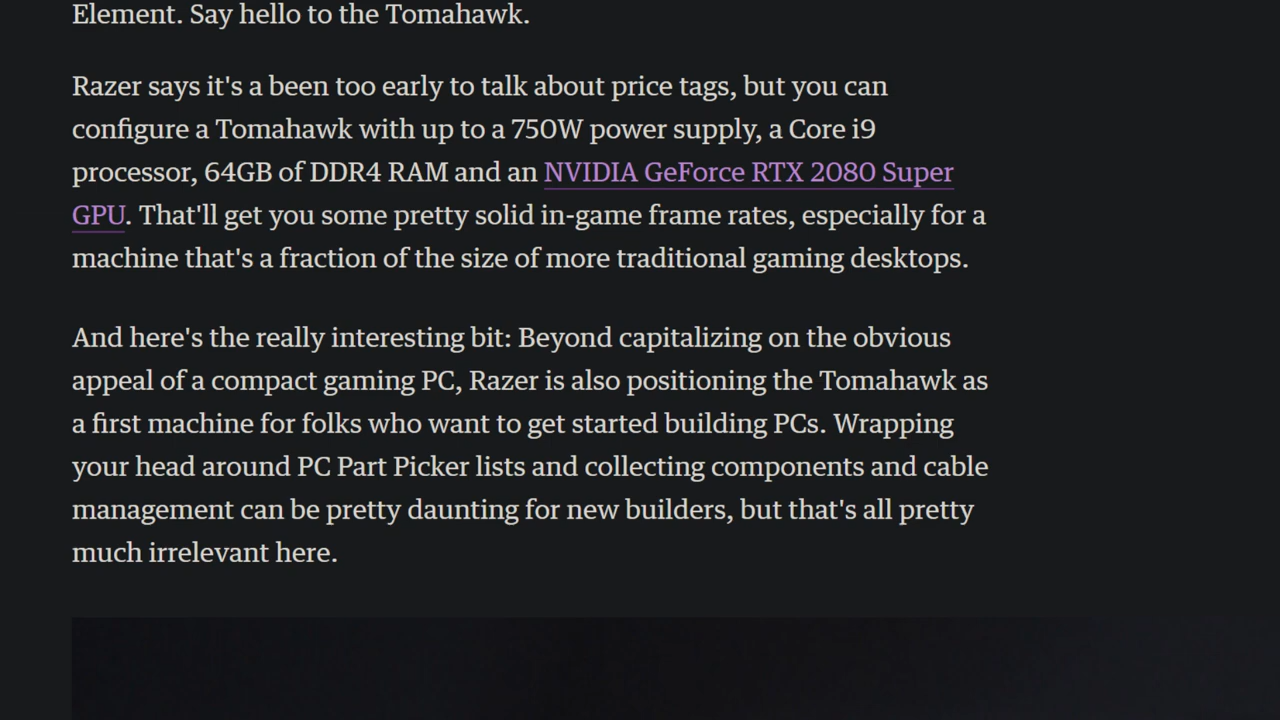 Element. Say hello to the Tomahawk.
Razer says it's a been too early to talk about price tags, but you can
configure a Tomahawk with up to a 750W power supply, a Core i9
processor, 64GB of DDR4 RAM and an NVIDIA GeForce RTX 2080 Super
GPU. That'll get you some pretty solid in-game frame rates, especially for a
machine that's a fraction of the size of more traditional gaming desktops.
And here's the really interesting bit: Beyond capitalizing on the obvious
appeal of a compact gaming PC, Razer is also positioning the Tomahawk as
a first machine for folks who want to get started building PCs. Wrapping
your head around PC Part Picker lists and collecting components and cable
management can be pretty daunting for new builders, but that's all pretty
much irrelevant here.